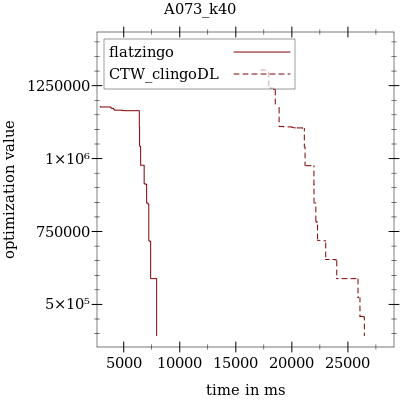 A073_k40
flatzingo
CTW_clingoDL
optimization value
1250000
1×10⁶
750000
5×10⁵
5000 10000 15000 20000 25000
time in ms